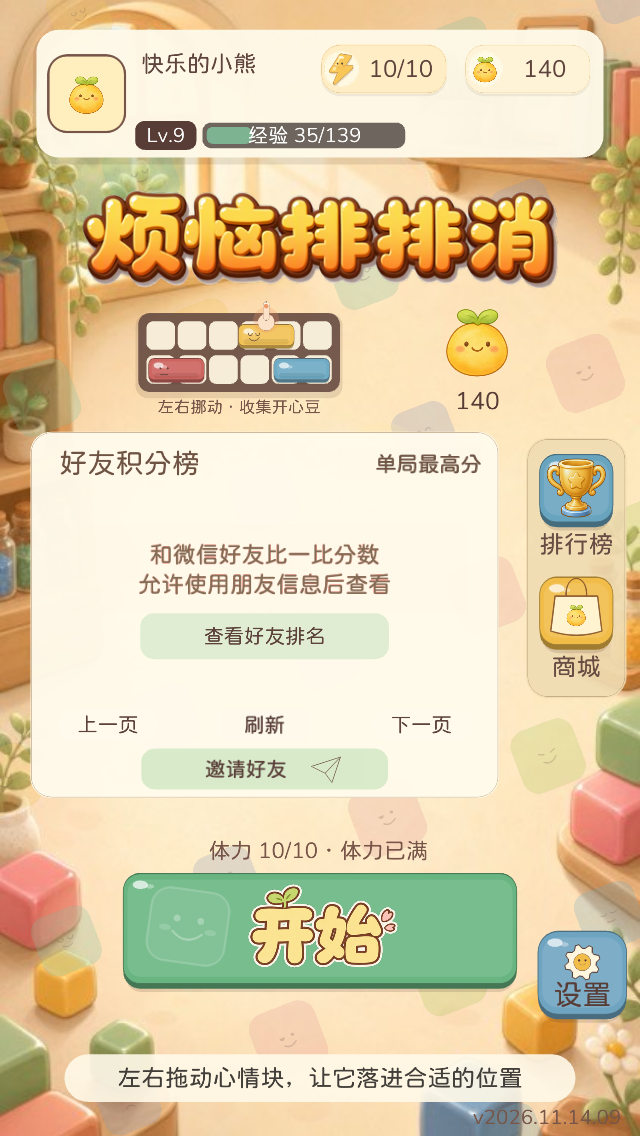 快乐的小熊
10/10
140
Lv.9
经验 35/139
烦恼排排消
左右挪动 · 收集开心豆
140
好友积分榜
单局最高分
和微信好友比一比分数
允许使用朋友信息后查看
查看好友排名
上一页
刷新
下一页
邀请好友
排行榜
商城
体力 10/10 · 体力已满
开始
设置
左右拖动心情块，让它落进合适的位置
v2026.11.14.09